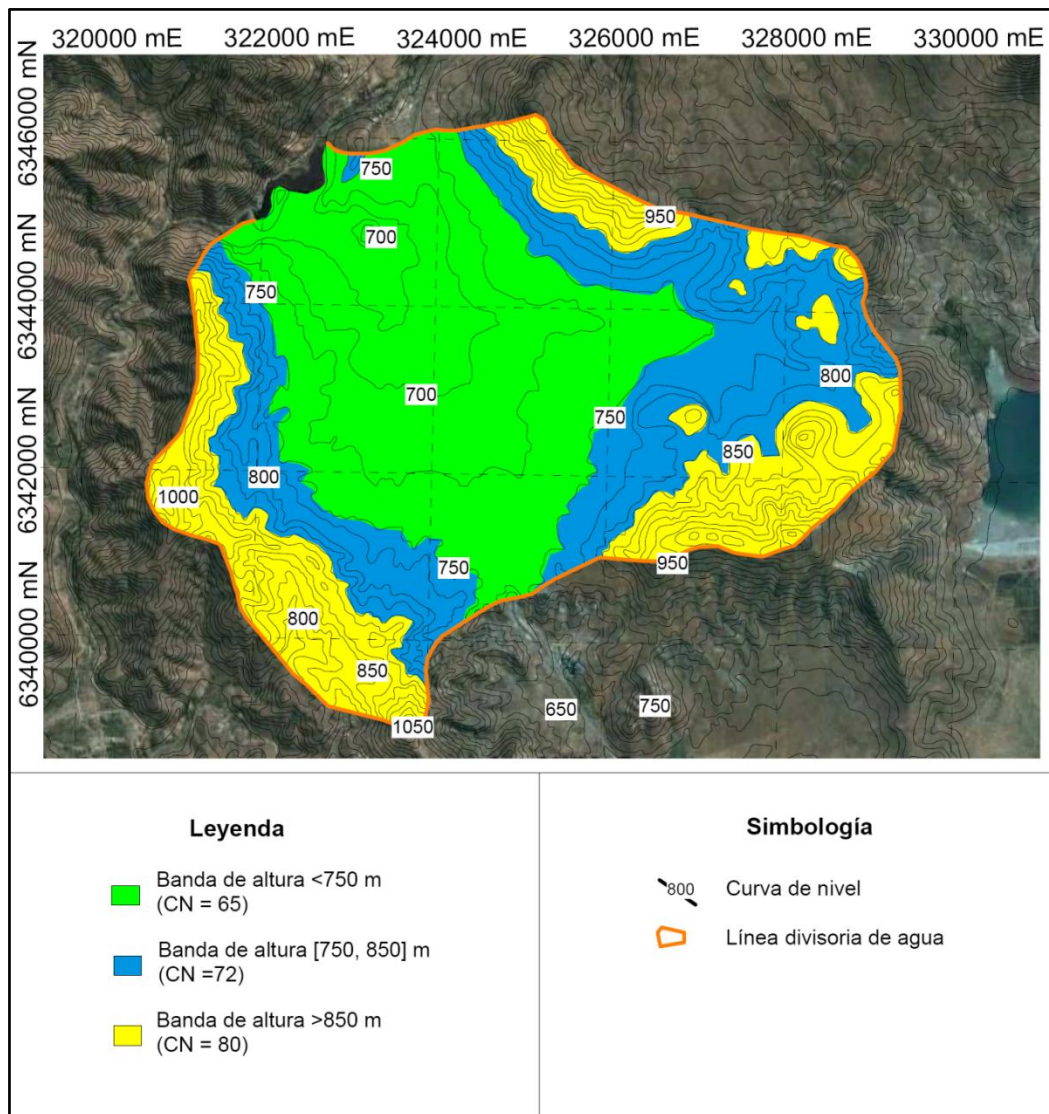 320000 mE 322000 mE 324000 mE 326000 mE 328000 mE 330000 mE
6346000 mN
6344000 mN
6342000 mN
6340000 mN
750
950
700
750
800
700
750
850
800
1000
750
950
800
850
650
750
1050
Leyenda
Banda de altura <750 m
(CN = 65)
Banda de altura [750, 850] m
(CN =72)
Banda de altura >850 m
(CN = 80)
Simbología
800 Curva de nivel
Línea divisoria de agua